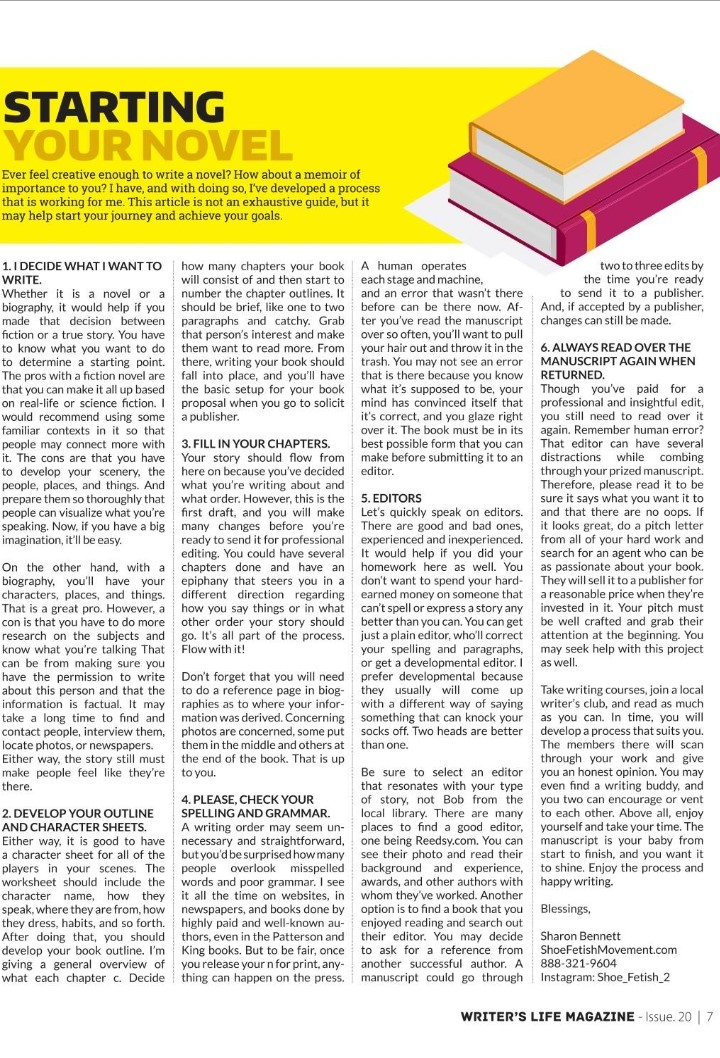 STARTING
YOUR NOVEL
Ever feel creative enough to write a novel? How about a memoir of
importance to you? I have, and with doing so, I've developed a process
that is working for me. This article is not an exhaustive guide, but it
may help start your journey and achieve your goals.
1. I DECIDE WHAT I WANT TO
WRITE.
Whether it is a novel or a
biography, it would help if you
made that decision between
fiction or a true story. You have
to know what you want to do
to determine a starting point.
The pros with a fiction novel are
that you can make it all up based
on real-life or science fiction. I
would recommend using some
familiar contexts in it so that
people may connect more with
it. The cons are that you have
to develop your scenery, the
people, places, and things. And
prepare them so thoroughly that
people can visualize what you're
speaking. Now, if you have a big
imagination, it'll be easy.
On the other hand, with a
biography, you'll have your
characters, places, and things.
That is a great pro. However, a
con is that you have to do more
research on the subjects and
know what you're talking That
can be from making sure you
have the permission to write
about this person and that the
information is factual. It may
take a long time to find and
contact people, interview them,
locate photos, or newspapers.
Either way, the story still must
make people feel like they're
there.
2. DEVELOP YOUR OUTLINE
AND CHARACTER SHEETS.
Either way, it is good to have
a character sheet for all of the
players in your scenes. The
worksheet should include the
character name, how they
speak, where they are from, how
they dress, habits, and so forth.
After doing that, you should
develop your book outline. I'm
giving a general overview of
what each chapter c. Decide
how many chapters your book
will consist of and then start to
number the chapter outlines. It
should be brief, like one to two
paragraphs and catchy. Grab
that person's interest and make
them want to read more. From
there, writing your book should
fall into place, and you'll have
the basic setup for your book
proposal when you go to solicit
a publisher.
3. FILL IN YOUR CHAPTERS.
Your story should flow from
here on because you've decided
what you're writing about and
what order. However, this is the
first draft, and you will make
many changes before you're
ready to send it for professional
editing. You could have several
chapters done and have an
epiphany that steers you in a
different direction regarding
how you say things or in what
other order your story should
go. It's all part of the process.
Flow with it!
Don't forget that you will need
to do a reference page in biog-
raphies as to where your infor-
mation was derived. Concerning
photos are concerned, some put
them in the middle and others at
the end of the book. That is up
to you.
4. PLEASE, CHECK YOUR
SPELLING AND GRAMMAR.
A writing order may seem un-
necessary and straightforward,
but you'd be surprised how many
people overlook misspelled
words and poor grammar. I see
it all the time on websites, in
newspapers, and books done by
highly paid and well-known au-
thors, even in the Patterson and
King books. But to be fair, once
you release your n for print, any-
thing can happen on the press.
A human operates
each stage and machine,
and an error that wasn't there
before can be there now. Af-
ter you've read the manuscript
over so often, you'll want to pull
your hair out and throw it in the
trash. You may not see an error
that is there because you know
what it's supposed to be, your
mind has convinced itself that
it's correct, and you glaze right
over it. The book must be in its
best possible form that you can
make before submitting it to an
editor.
5. EDITORS
Let's quickly speak on editors.
There are good and bad ones,
experienced and inexperienced.
It would help if you did your
homework here as well. You
don't want to spend your hard-
earned money on someone that
can't spell or express a story any
better than you can. You can get
just a plain editor, who'll correct
your spelling and paragraphs,
or get a developmental editor. I
prefer developmental because
they usually will come up
with a different way of saying
something that can knock your
socks off. Two heads are better
than one.
Be sure to select an editor
that resonates with your type
of story, not Bob from the
local library. There are many
places to find a good editor,
one being Reedsy.com. You can
see their photo and read their
background and experience,
awards, and other authors with
whom they've worked. Another
option is to find a book that you
enjoyed reading and search out
their editor. You may decide
to ask for a reference from
another successful author. A
manuscript could go through
two to three edits by
the time you're ready
to send it to a publisher.
And, if accepted by a publisher,
changes can still be made.
6. ALWAYS READ OVER THE
MANUSCRIPT AGAIN WHEN
RETURNED.
Though you've paid for a
professional and insightful edit,
you still need to read over it
again. Remember human error?
That editor can have several
distractions while combing
through your prized manuscript.
Therefore, please read it to be
sure it says what you want it to
and that there are no oops. If
it looks great, do a pitch letter
from all of your hard work and
search for an agent who can be
as passionate about your book.
They will sell it to a publisher for
a reasonable price when they're
invested in it. Your pitch must
be well crafted and grab their
attention at the beginning. You
may seek help with this project
as well.
Take writing courses, join a local
writer's club, and read as much
as you can. In time, you will
develop a process that suits you.
The members there will scan
through your work and give
you an honest opinion. You may
even find a writing buddy, and
you two can encourage or vent
to each other. Above all, enjoy
yourself and take your time. The
manuscript is your baby from
start to finish, and you want it
to shine. Enjoy the process and
happy writing.
Blessings,
Sharon Bennett
ShoeFetishMovement.com
888-321-9604
Instagram: Shoe_Fetish_2
WRITER'S LIFE MAGAZINE - Issue. 20 | 7